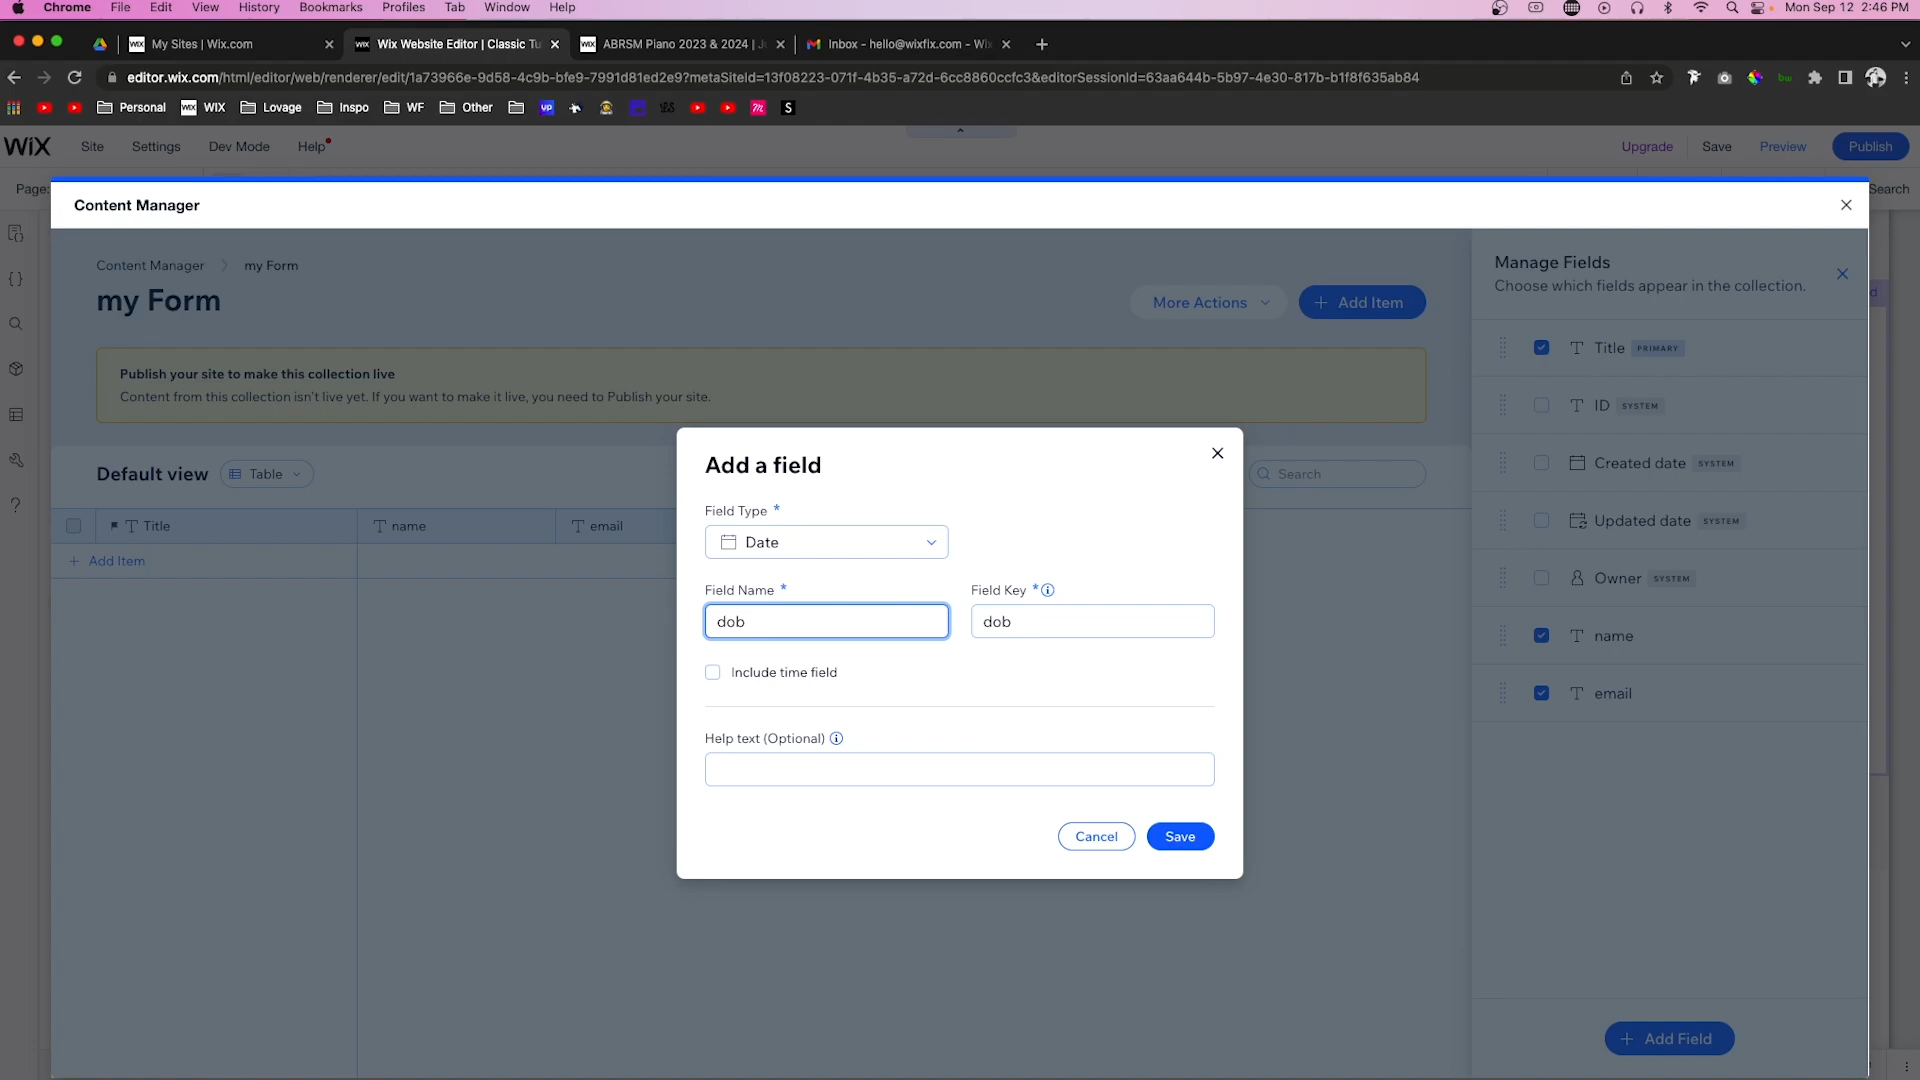 Chrome File Edit View History Bookmarks Profiles Tab Window Help Mon Sep 12 2:46 PM
My Sites | Wix.com Wix Website Editor | Classic Tu ABRSM Piano 2023 & 2024 | J Inbox - hello@wixfix.com - Wi
editor.wix.com/html/editor/web/renderer/edit/1a73966e-9d58-4c9b-bfe9-7991d81ed2e9?metaSiteId=13f08223-071f-4b35-a72d-6cc8860ccfc3&editorSessionId=63aa644b-5b97-4e30-817b-b1f8f635ab84
Personal WIX WIX Lovage Inspo WF Other up S
WiX Site Settings Dev Mode Help Upgrade Save Preview Publish
Page: Search
Content Manager
Content Manager my Form
my Form
More Actions + Add Item
Publish your site to make this collection live
Content from this collection isn't live yet. If you want to make it live, you need to Publish your site.
Default view Table Search
Title name email
+ Add Item
Manage Fields
Choose which fields appear in the collection.
Title PRIMARY
ID SYSTEM
Created date SYSTEM
Updated date SYSTEM
Owner SYSTEM
name
email
+ Add Field
Add a field
Field Type *
Date
Field Name * Field Key *
dob dob
Include time field
Help text (Optional)
Cancel Save